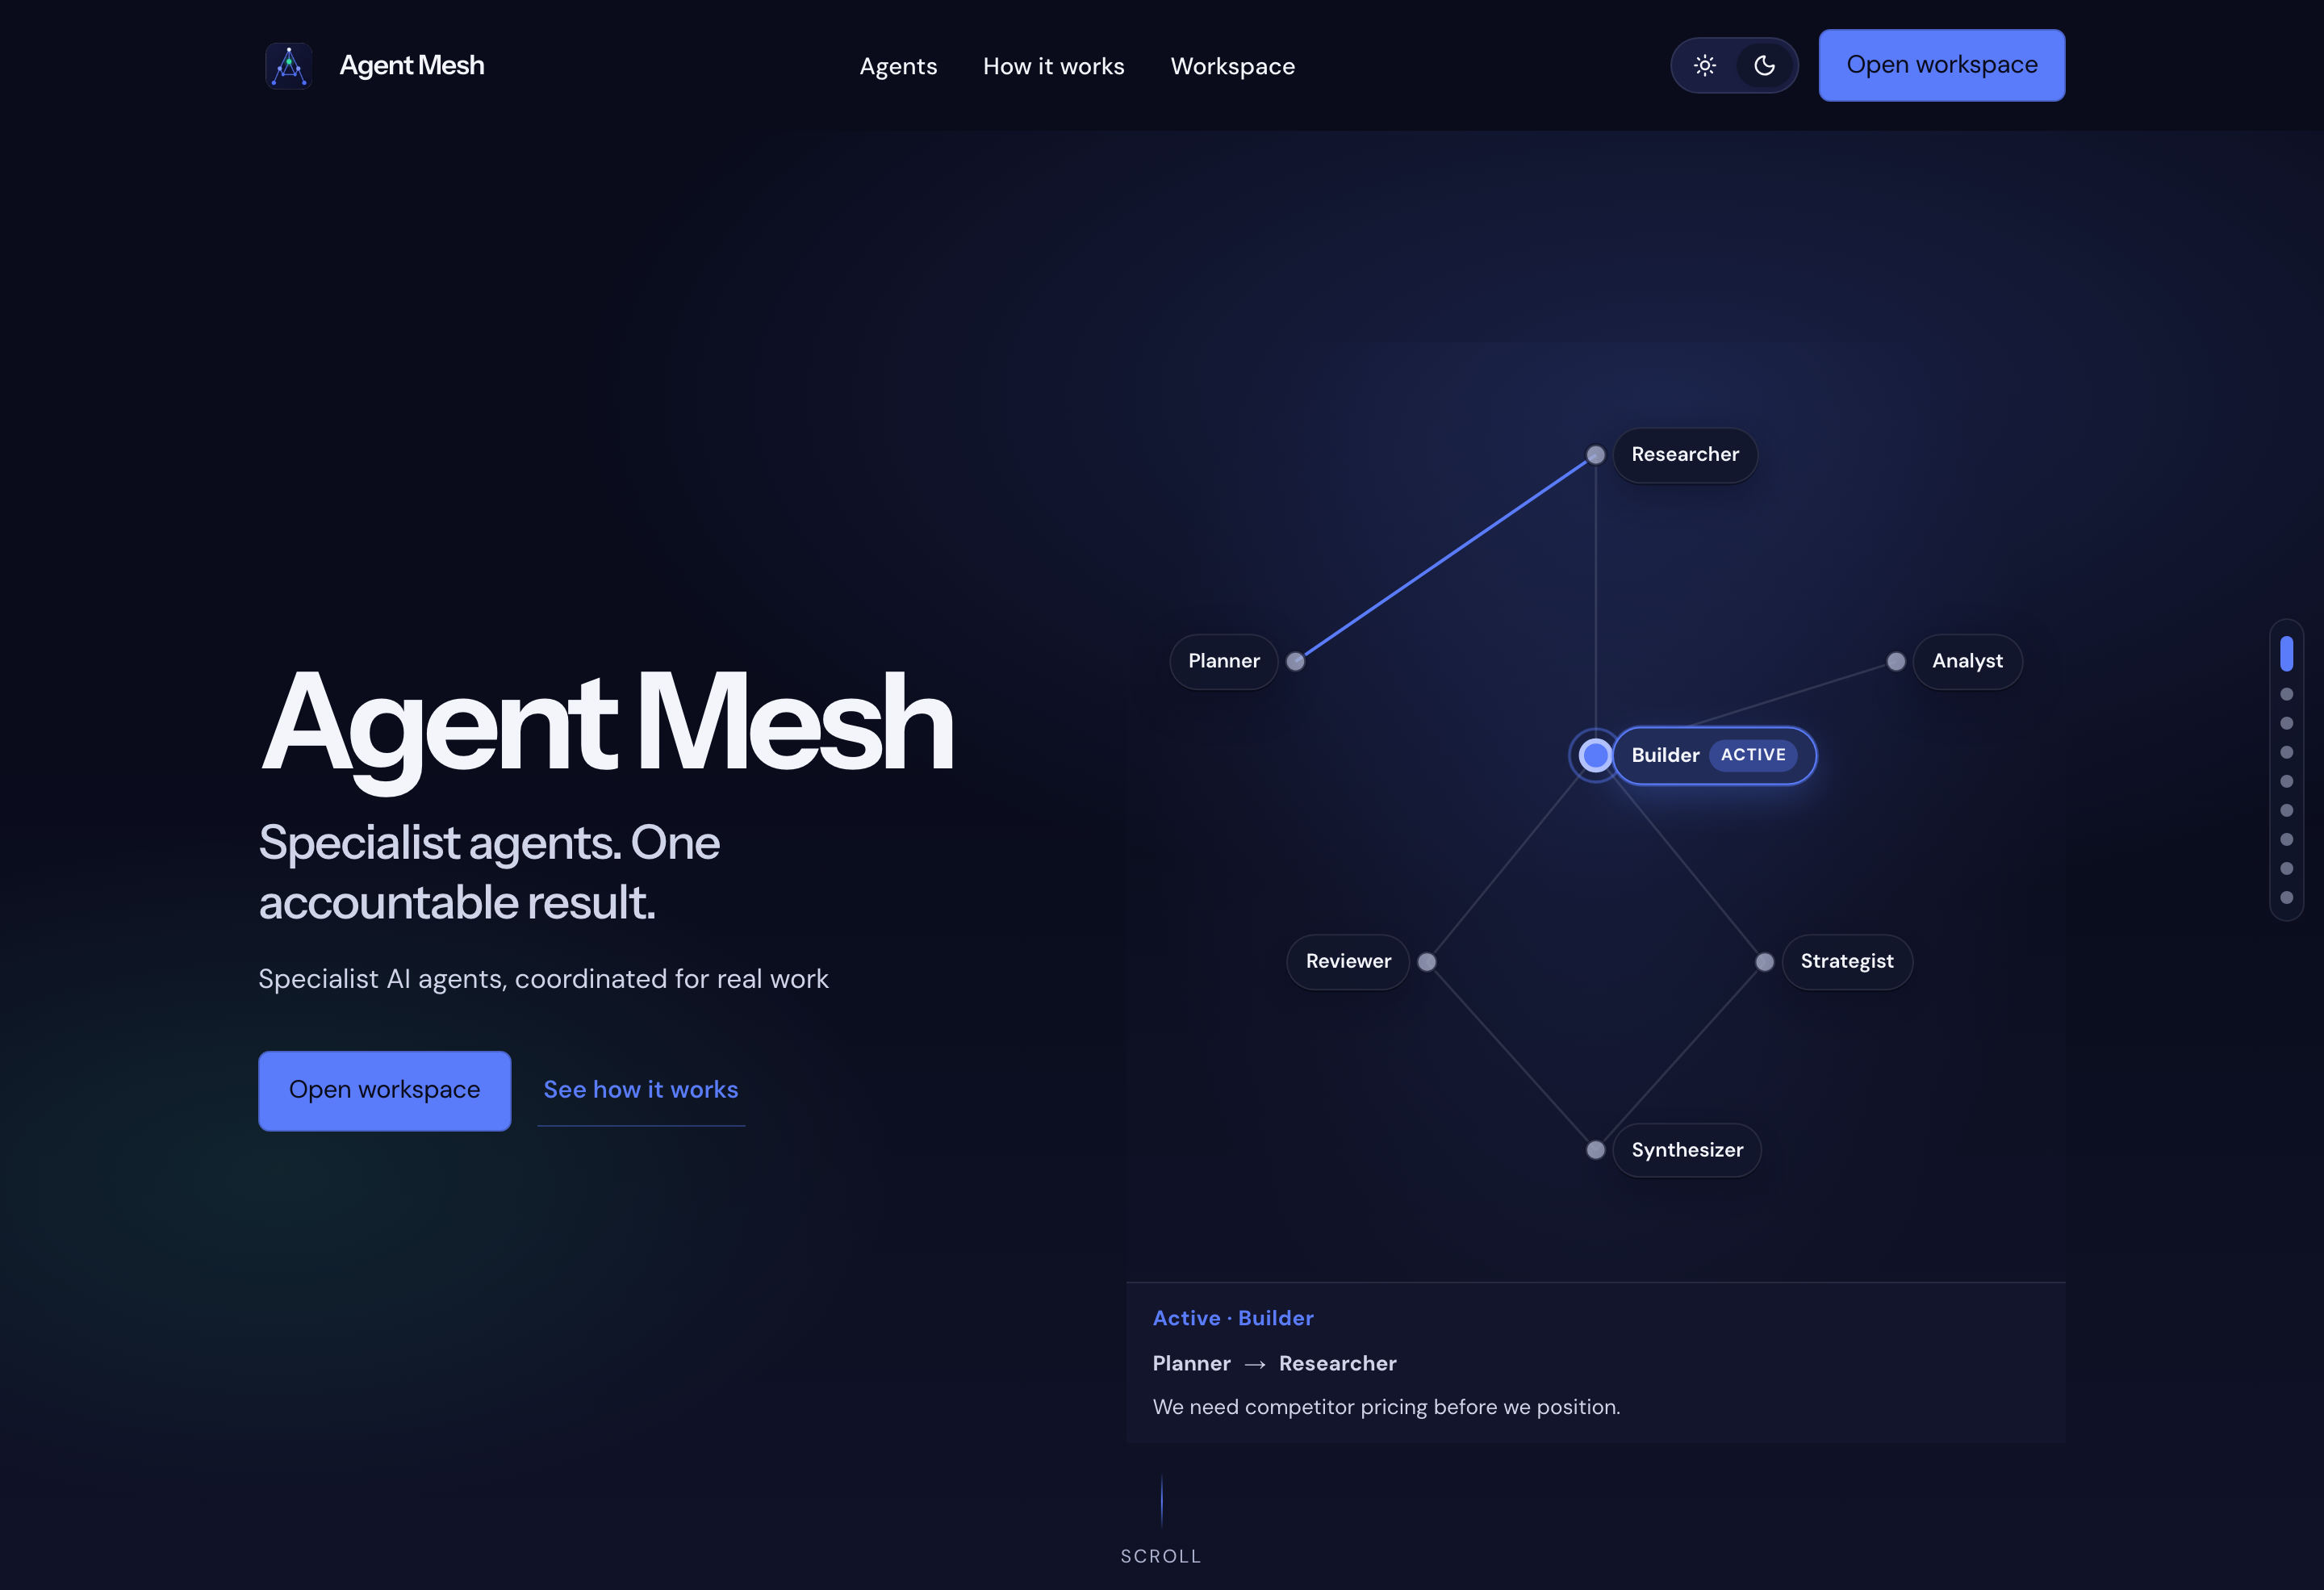 Agent Mesh
Agents
How it works
Workspace
Open workspace
Researcher
Planner
Analyst
Builder ACTIVE
Agent Mesh
Specialist agents. One
accountable result.
Specialist AI agents, coordinated for real work
Open workspace
See how it works
Reviewer
Strategist
Synthesizer
Active · Builder
Planner → Researcher
We need competitor pricing before we position.
SCROLL